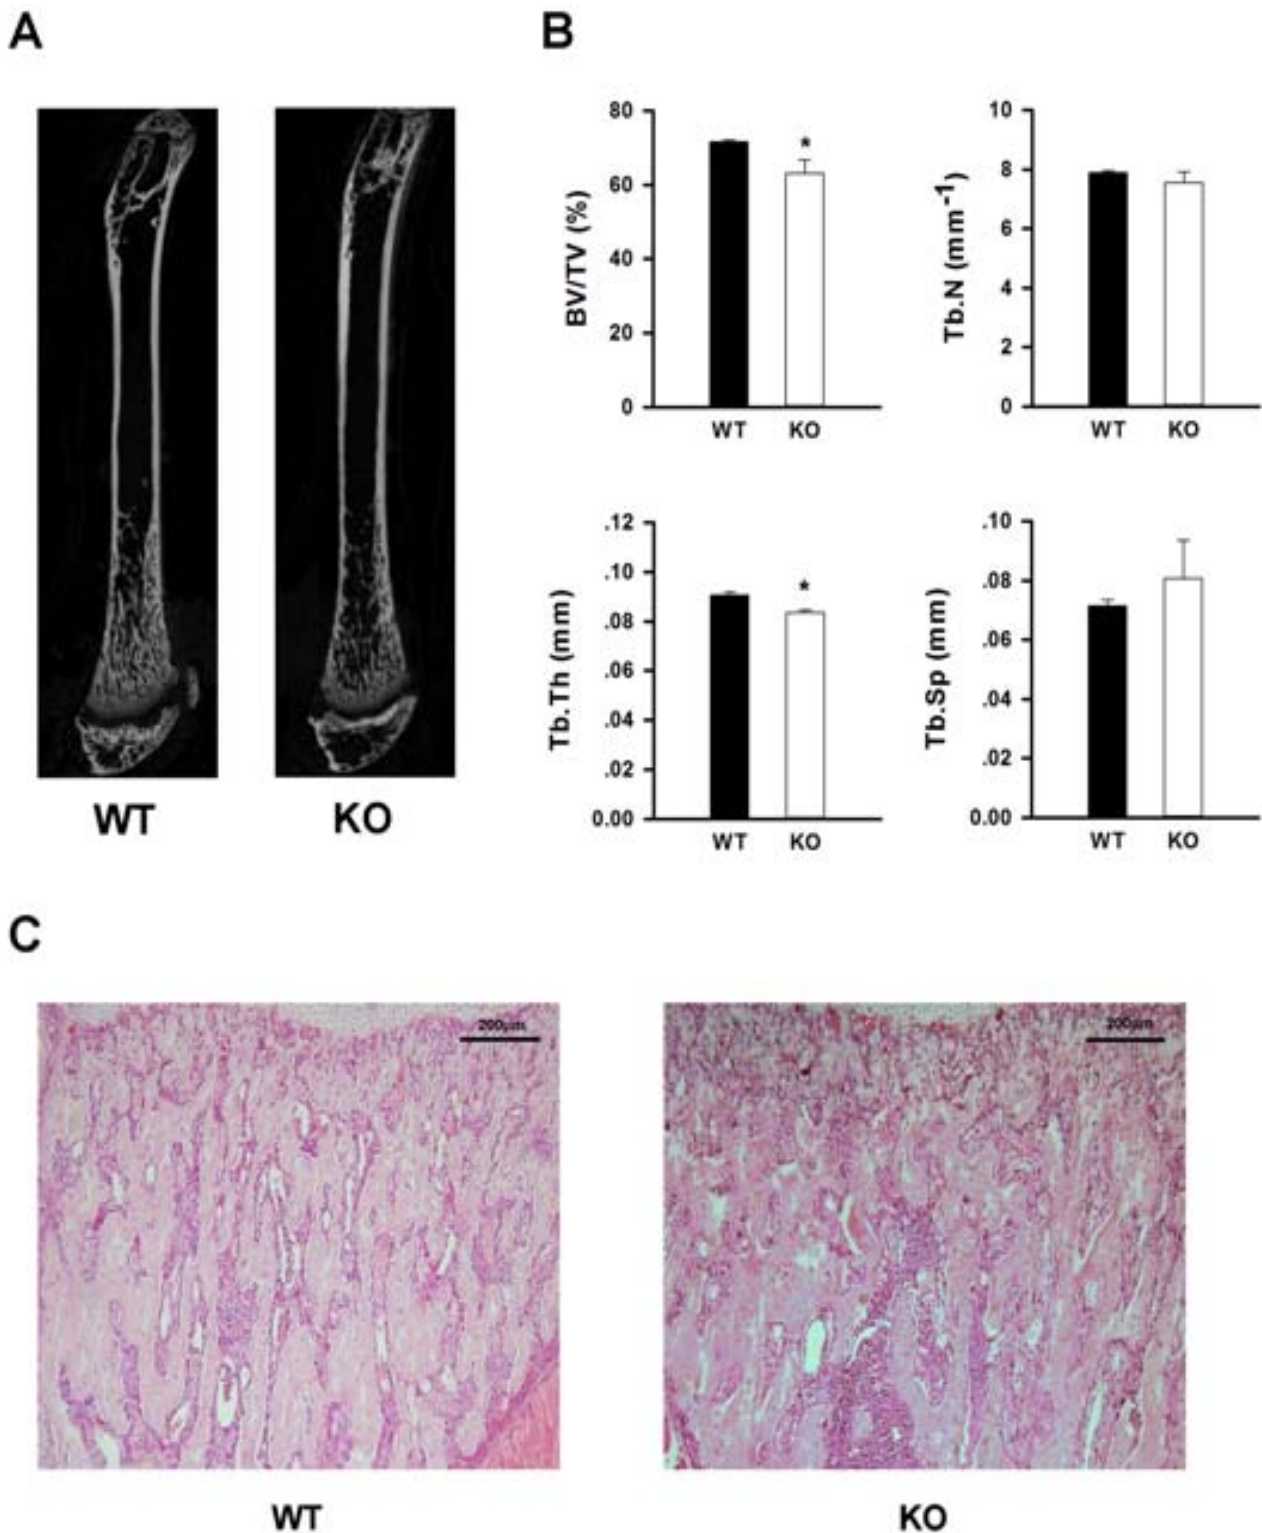 A
B
WT
KO
80
60
40
20
0
BV/TV (%)
*
WT
KO
10
8
6
4
2
0
Tb.N (mm-1)
WT
KO
.12
.10
.08
.06
.04
.02
0.00
Tb.Th (mm)
*
WT
KO
.10
.08
.06
.04
.02
0.00
Tb.Sp (mm)
WT
KO
C
200μm
200μm
WT
KO